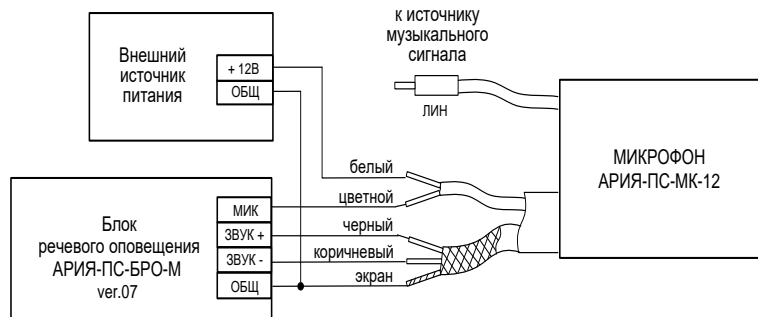 Внешний
источник
питания
+ 12В
ОБЩ
к источнику
музыкального
сигнала
ЛИН
МИКРОФОН
АРИЯ-ПС-МК-12
белый
цветной
черный
коричневый
экран
Блок
речевого оповещения
АРИЯ-ПС-БРО-М
ver.07
МИК
ЗВУК +
ЗВУК -
ОБЩ